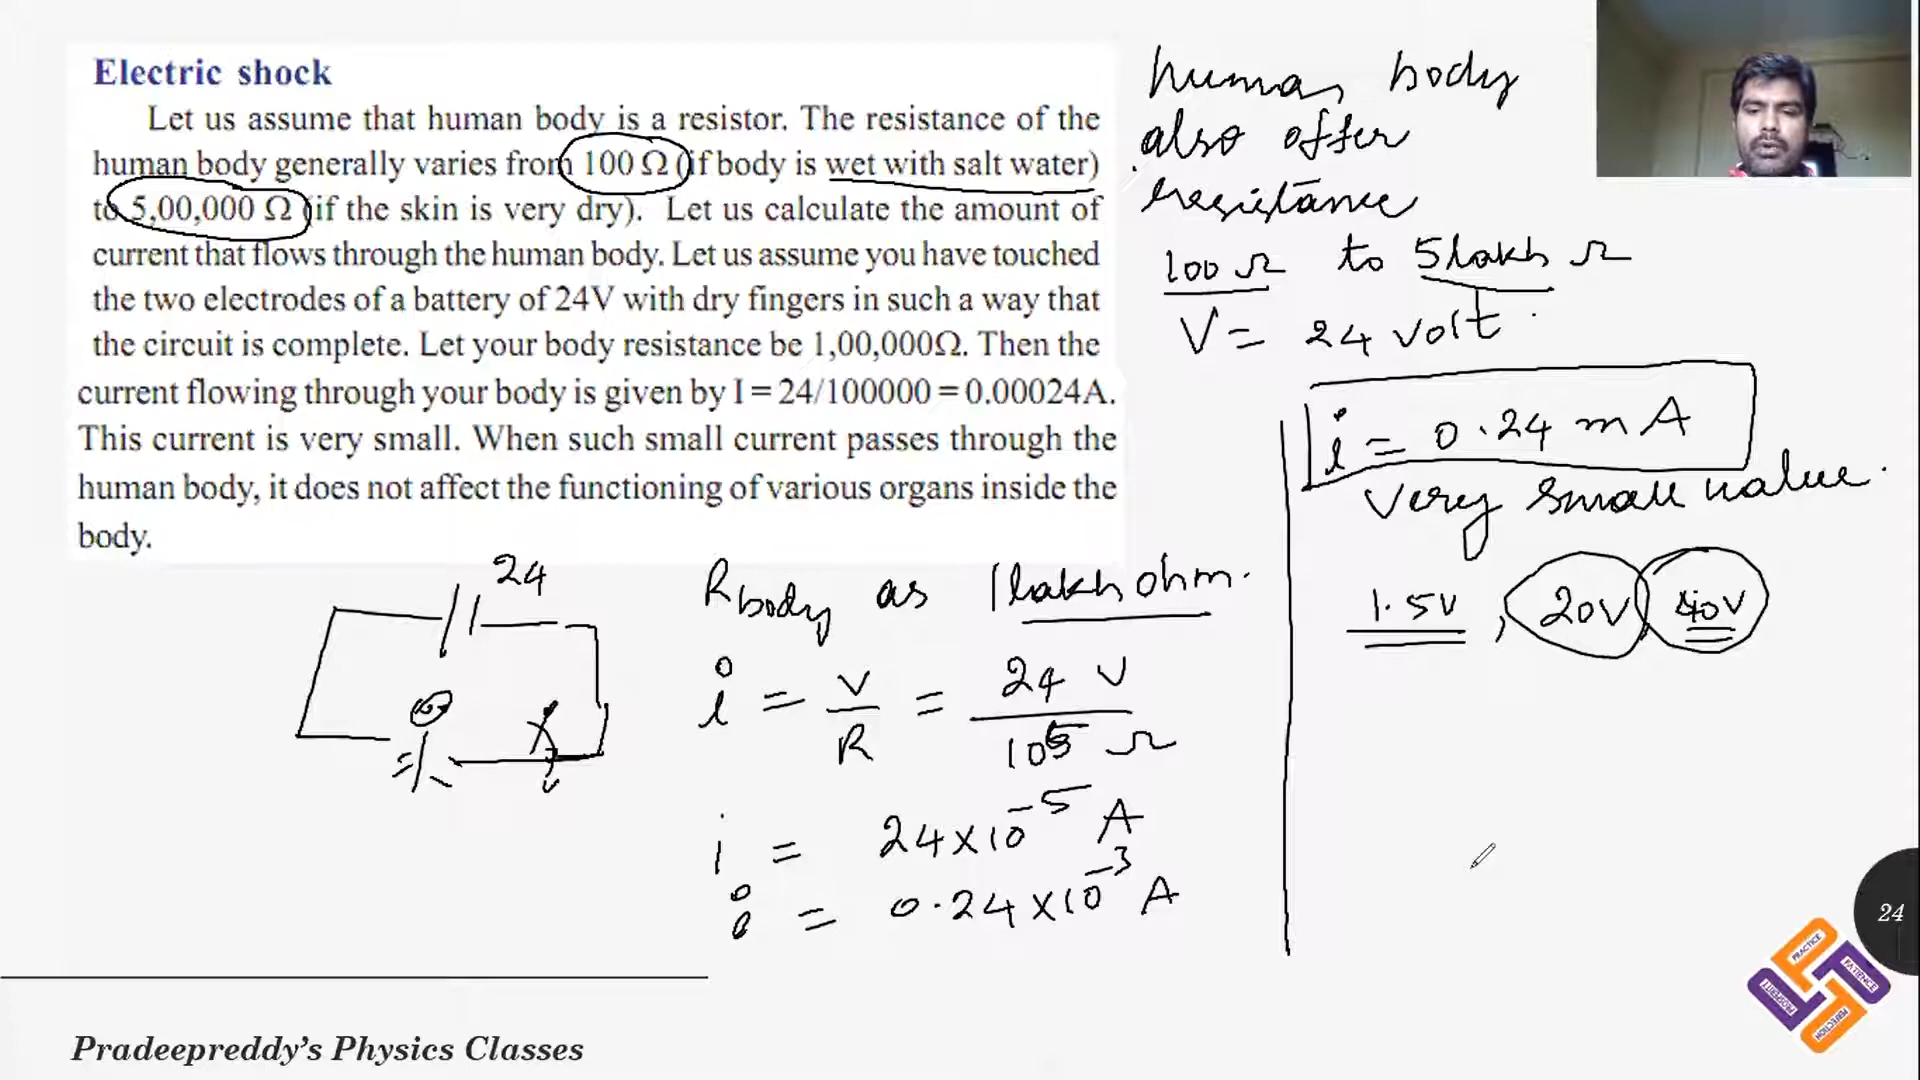 Electric shock
Let us assume that human body is a resistor. The resistance of the
human body generally varies from 100 Ω (if body is wet with salt water)
to 5,00,000 Ω (if the skin is very dry). Let us calculate the amount of
current that flows through the human body. Let us assume you have touched
the two electrodes of a battery of 24V with dry fingers in such a way that
the circuit is complete. Let your body resistance be 1,00,000Ω. Then the
current flowing through your body is given by I = 24/100000 = 0.00024A.
This current is very small. When such small current passes through the
human body, it does not affect the functioning of various organs inside the
body.
human body
also offer
resistance
100 Ω to 5 lakh Ω
V = 24 volt
i = 0.24 mA
very small value.
1.5V, 20V 40V
24
R body as 1 lakh ohm.
i = V/R = 24 V / 10⁵ Ω
i = 24×10⁻⁵ A
i = 0.24×10⁻³ A
24
PRACTICE
PATIENCE
PERFECTION
Pradeepreddy's Physics Classes